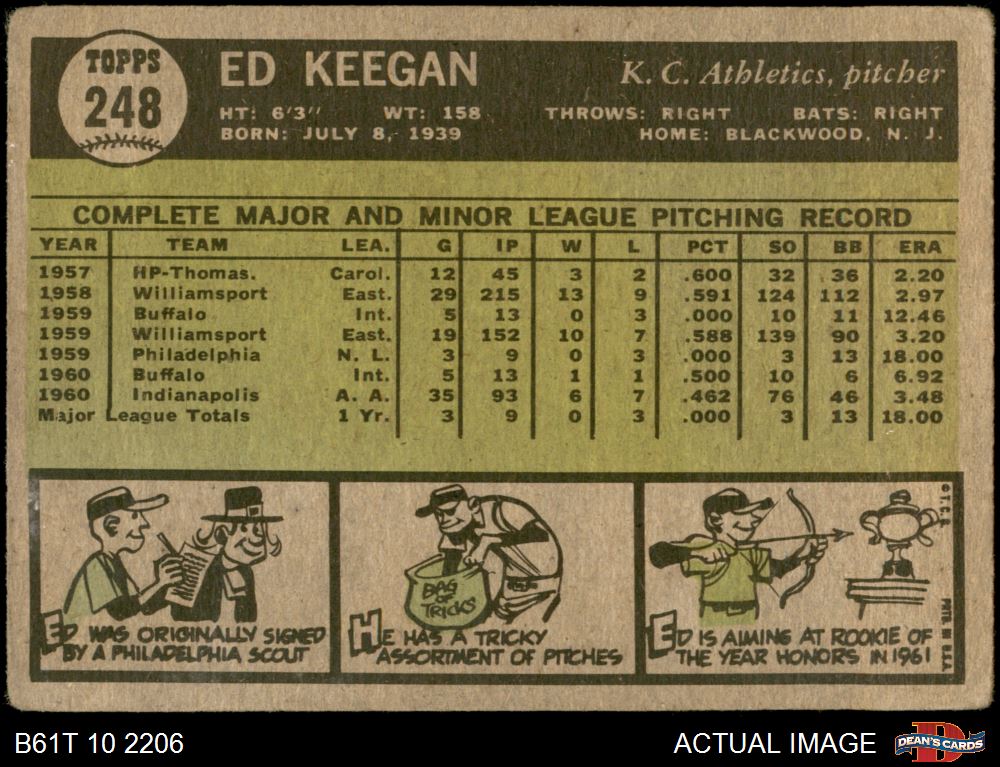 TOPPS
248
ED KEEGAN
K. C. Athletics, pitcher
HT: 6'3" WT: 158 THROWS: RIGHT BATS: RIGHT
BORN: JULY 8, 1939 HOME: BLACKWOOD, N. J.
COMPLETE MAJOR AND MINOR LEAGUE PITCHING RECORD
YEAR TEAM LEA. G IP W L PCT SO BB ERA
1957 HP-Thomas. Carol. 12 45 3 2 .600 32 36 2.20
1958 Williamsport East. 29 215 13 9 .591 124 112 2.97
1959 Buffalo Int. 5 13 0 3 .000 10 11 12.46
1959 Williamsport East. 19 152 10 7 .588 139 90 3.20
1959 Philadelphia N. L. 3 9 0 3 .000 3 13 18.00
1960 Buffalo Int. 5 13 1 1 .500 10 6 6.92
1960 Indianapolis A. A. 35 93 6 7 .462 76 46 3.48
Major League Totals 1 Yr. 3 9 0 3 .000 3 13 18.00
ED WAS ORIGINALLY SIGNED
BY A PHILADELPHIA SCOUT
BAG
OF
TRICKS
HE HAS A TRICKY
ASSORTMENT OF PITCHES
ED IS AIMING AT ROOKIE OF
THE YEAR HONORS IN 1961
© T.C.G. PRTD. IN U.S.A.
B61T 10 2206
ACTUAL IMAGE
DEAN'S CARDS